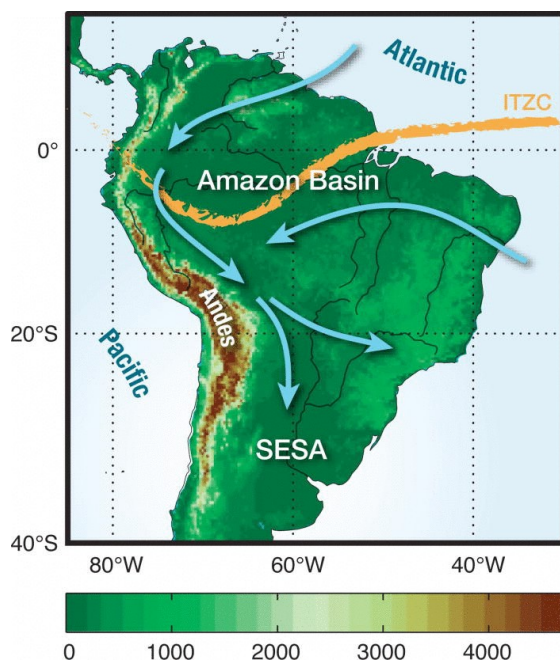 Atlantic
ITZC
0°
Amazon Basin
Andes
20°S
Pacific
SESA
40°S
80°W
60°W
40°W
0
1000
2000
3000
4000